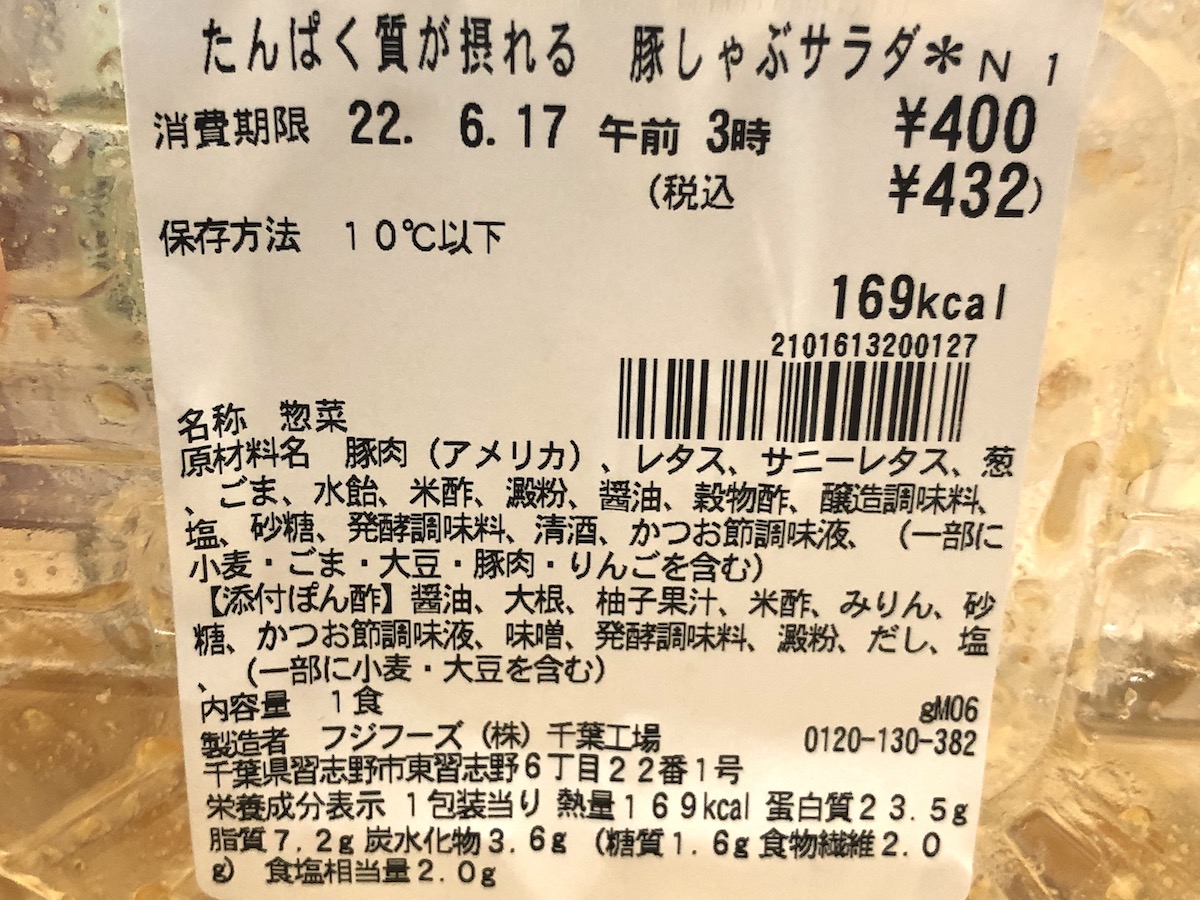 たんぱく質が摂れる 豚しゃぶサラダ*N1
消費期限 22. 6.17 午前 3時 ¥400
(税込 ¥432)
保存方法 10℃以下
169kcal
2101613200127
名称 惣菜
原材料名 豚肉(アメリカ)、レタス、サニーレタス、葱
、ごま、水飴、米酢、澱粉、醤油、穀物酢、醸造調味料、
塩、砂糖、発酵調味料、清酒、かつお節調味液、(一部に
小麦・ごま・大豆・豚肉・りんごを含む)
【添付ぽん酢】醤油、大根、柚子果汁、米酢、みりん、砂
糖、かつお節調味液、味噌、発酵調味料、澱粉、だし、塩
、(一部に小麦・大豆を含む)
内容量 1食 gM06
製造者 フジフーズ(株)千葉工場 0120-130-382
千葉県習志野市東習志野6丁目22番1号
栄養成分表示 1包装当り 熱量169kcal 蛋白質23.5g
脂質7.2g 炭水化物3.6g (糖質1.6g 食物繊維2.0
g) 食塩相当量2.0g